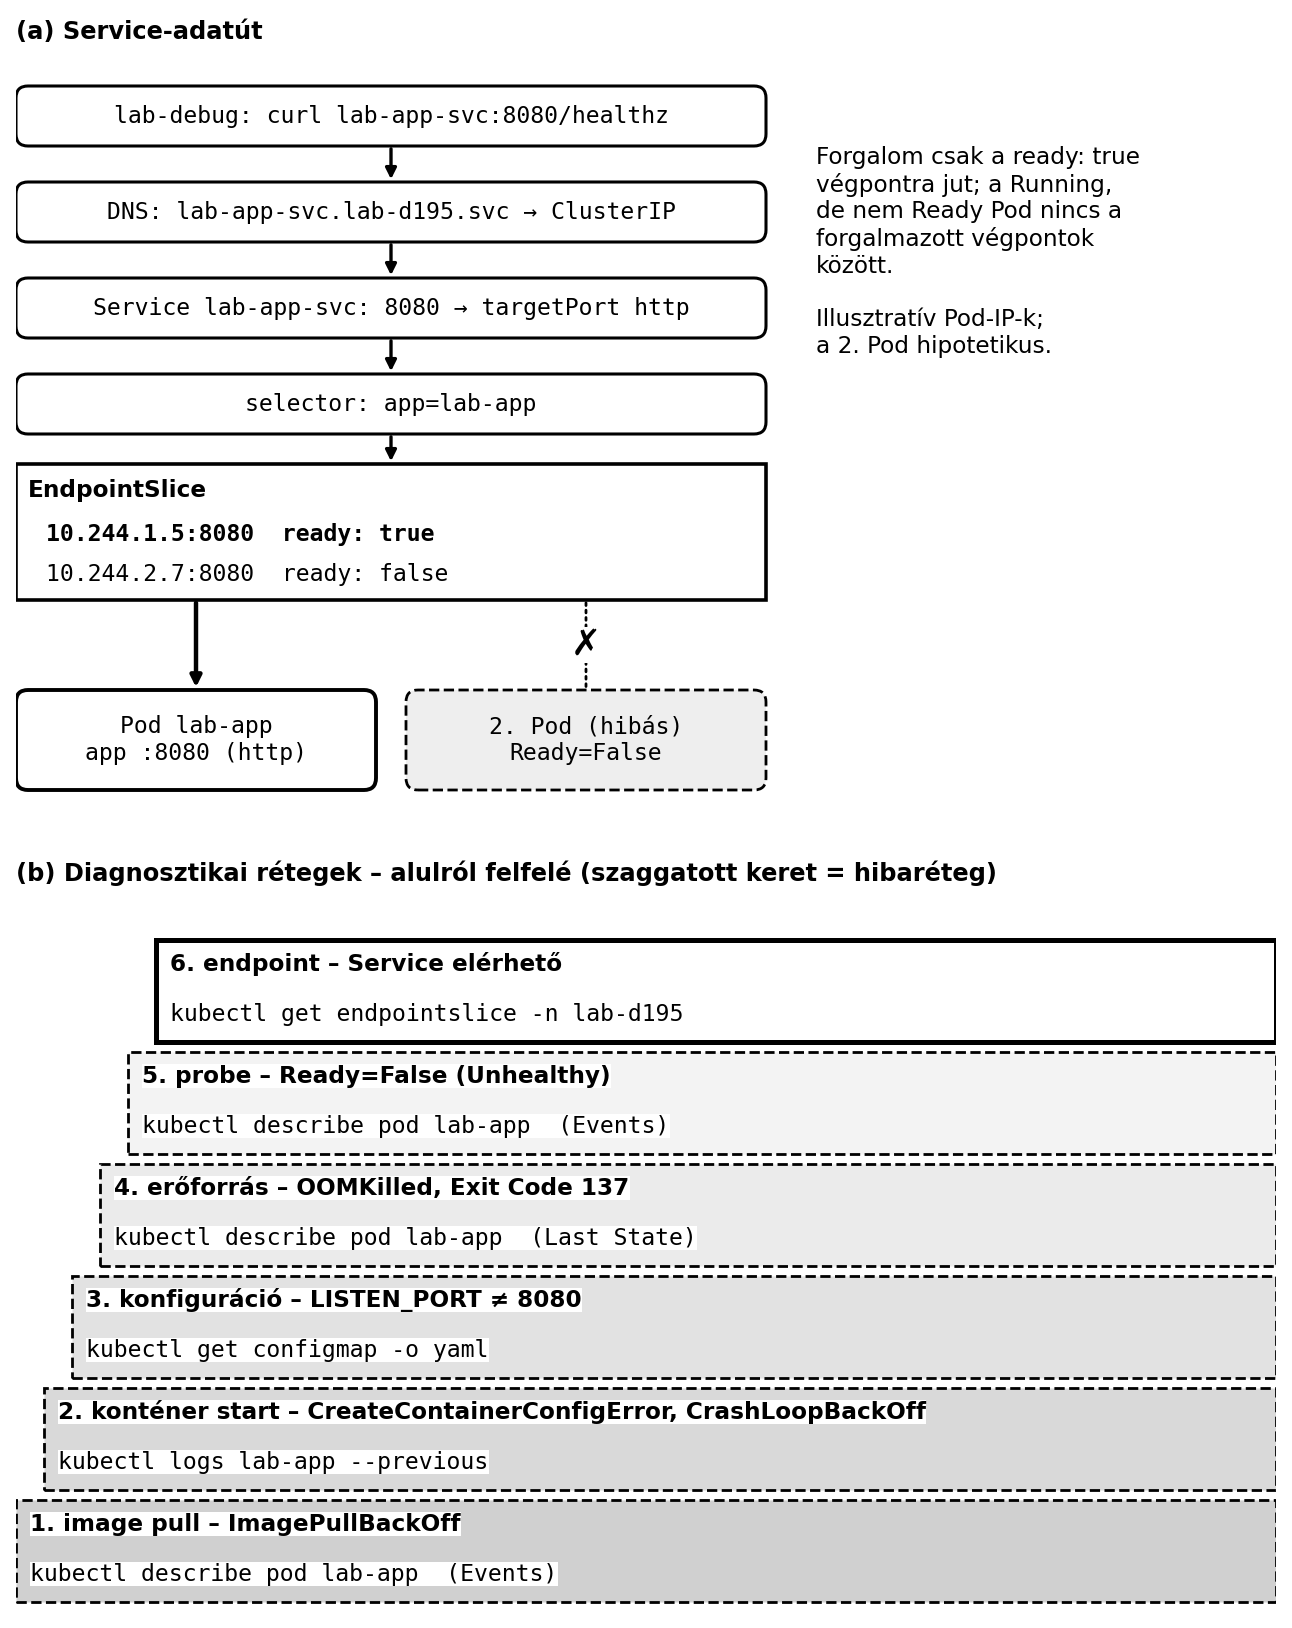 (a) Service-adatút
lab-debug: curl lab-app-svc:8080/healthz
DNS: lab-app-svc.lab-d195.svc → ClusterIP
Service lab-app-svc: 8080 → targetPort http
selector: app=lab-app
EndpointSlice
10.244.1.5:8080  ready: true
10.244.2.7:8080  ready: false
✗
Pod lab-app
app :8080 (http)
2. Pod (hibás)
Ready=False
Forgalom csak a ready: true
végpontra jut; a Running,
de nem Ready Pod nincs a
forgalmazott végpontok
között.
Illusztratív Pod-IP-k;
a 2. Pod hipotetikus.
(b) Diagnosztikai rétegek – alulról felfelé (szaggatott keret = hibaréteg)
6. endpoint – Service elérhető
kubectl get endpointslice -n lab-d195
5. probe – Ready=False (Unhealthy)
kubectl describe pod lab-app  (Events)
4. erőforrás – OOMKilled, Exit Code 137
kubectl describe pod lab-app  (Last State)
3. konfiguráció – LISTEN_PORT ≠ 8080
kubectl get configmap -o yaml
2. konténer start – CreateContainerConfigError, CrashLoopBackOff
kubectl logs lab-app --previous
1. image pull – ImagePullBackOff
kubectl describe pod lab-app  (Events)